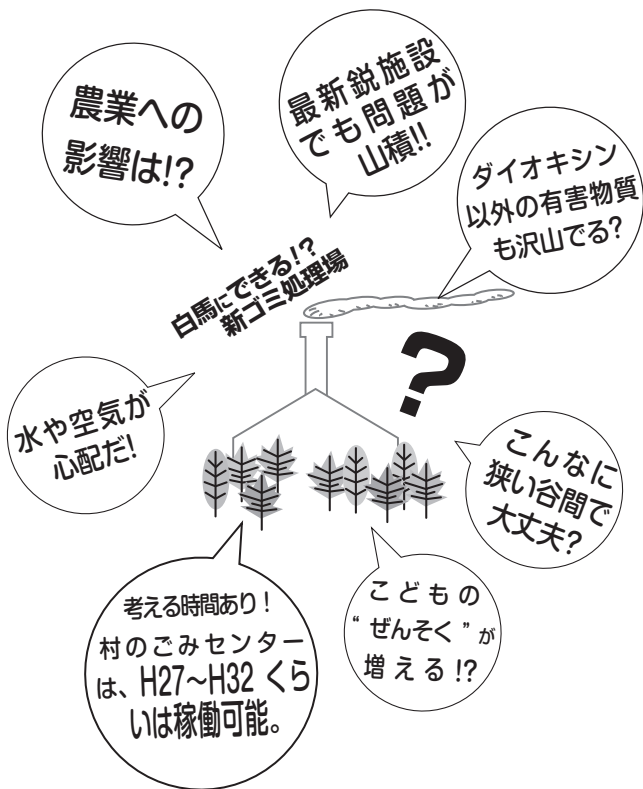 農業への
影響は!?
最新鋭施設
でも問題が
山積!!
ダイオキシン
以外の有害物質
も沢山でる?
白馬にできる!?
新ゴミ処理場
?
水や空気が
心配だ!
こんなに
狭い谷間で
大丈夫?
考える時間あり!
村のごみセンター
は、H27〜H32 くら
いは稼働可能。
こどもの
“ ぜんそく ” が
増える !?